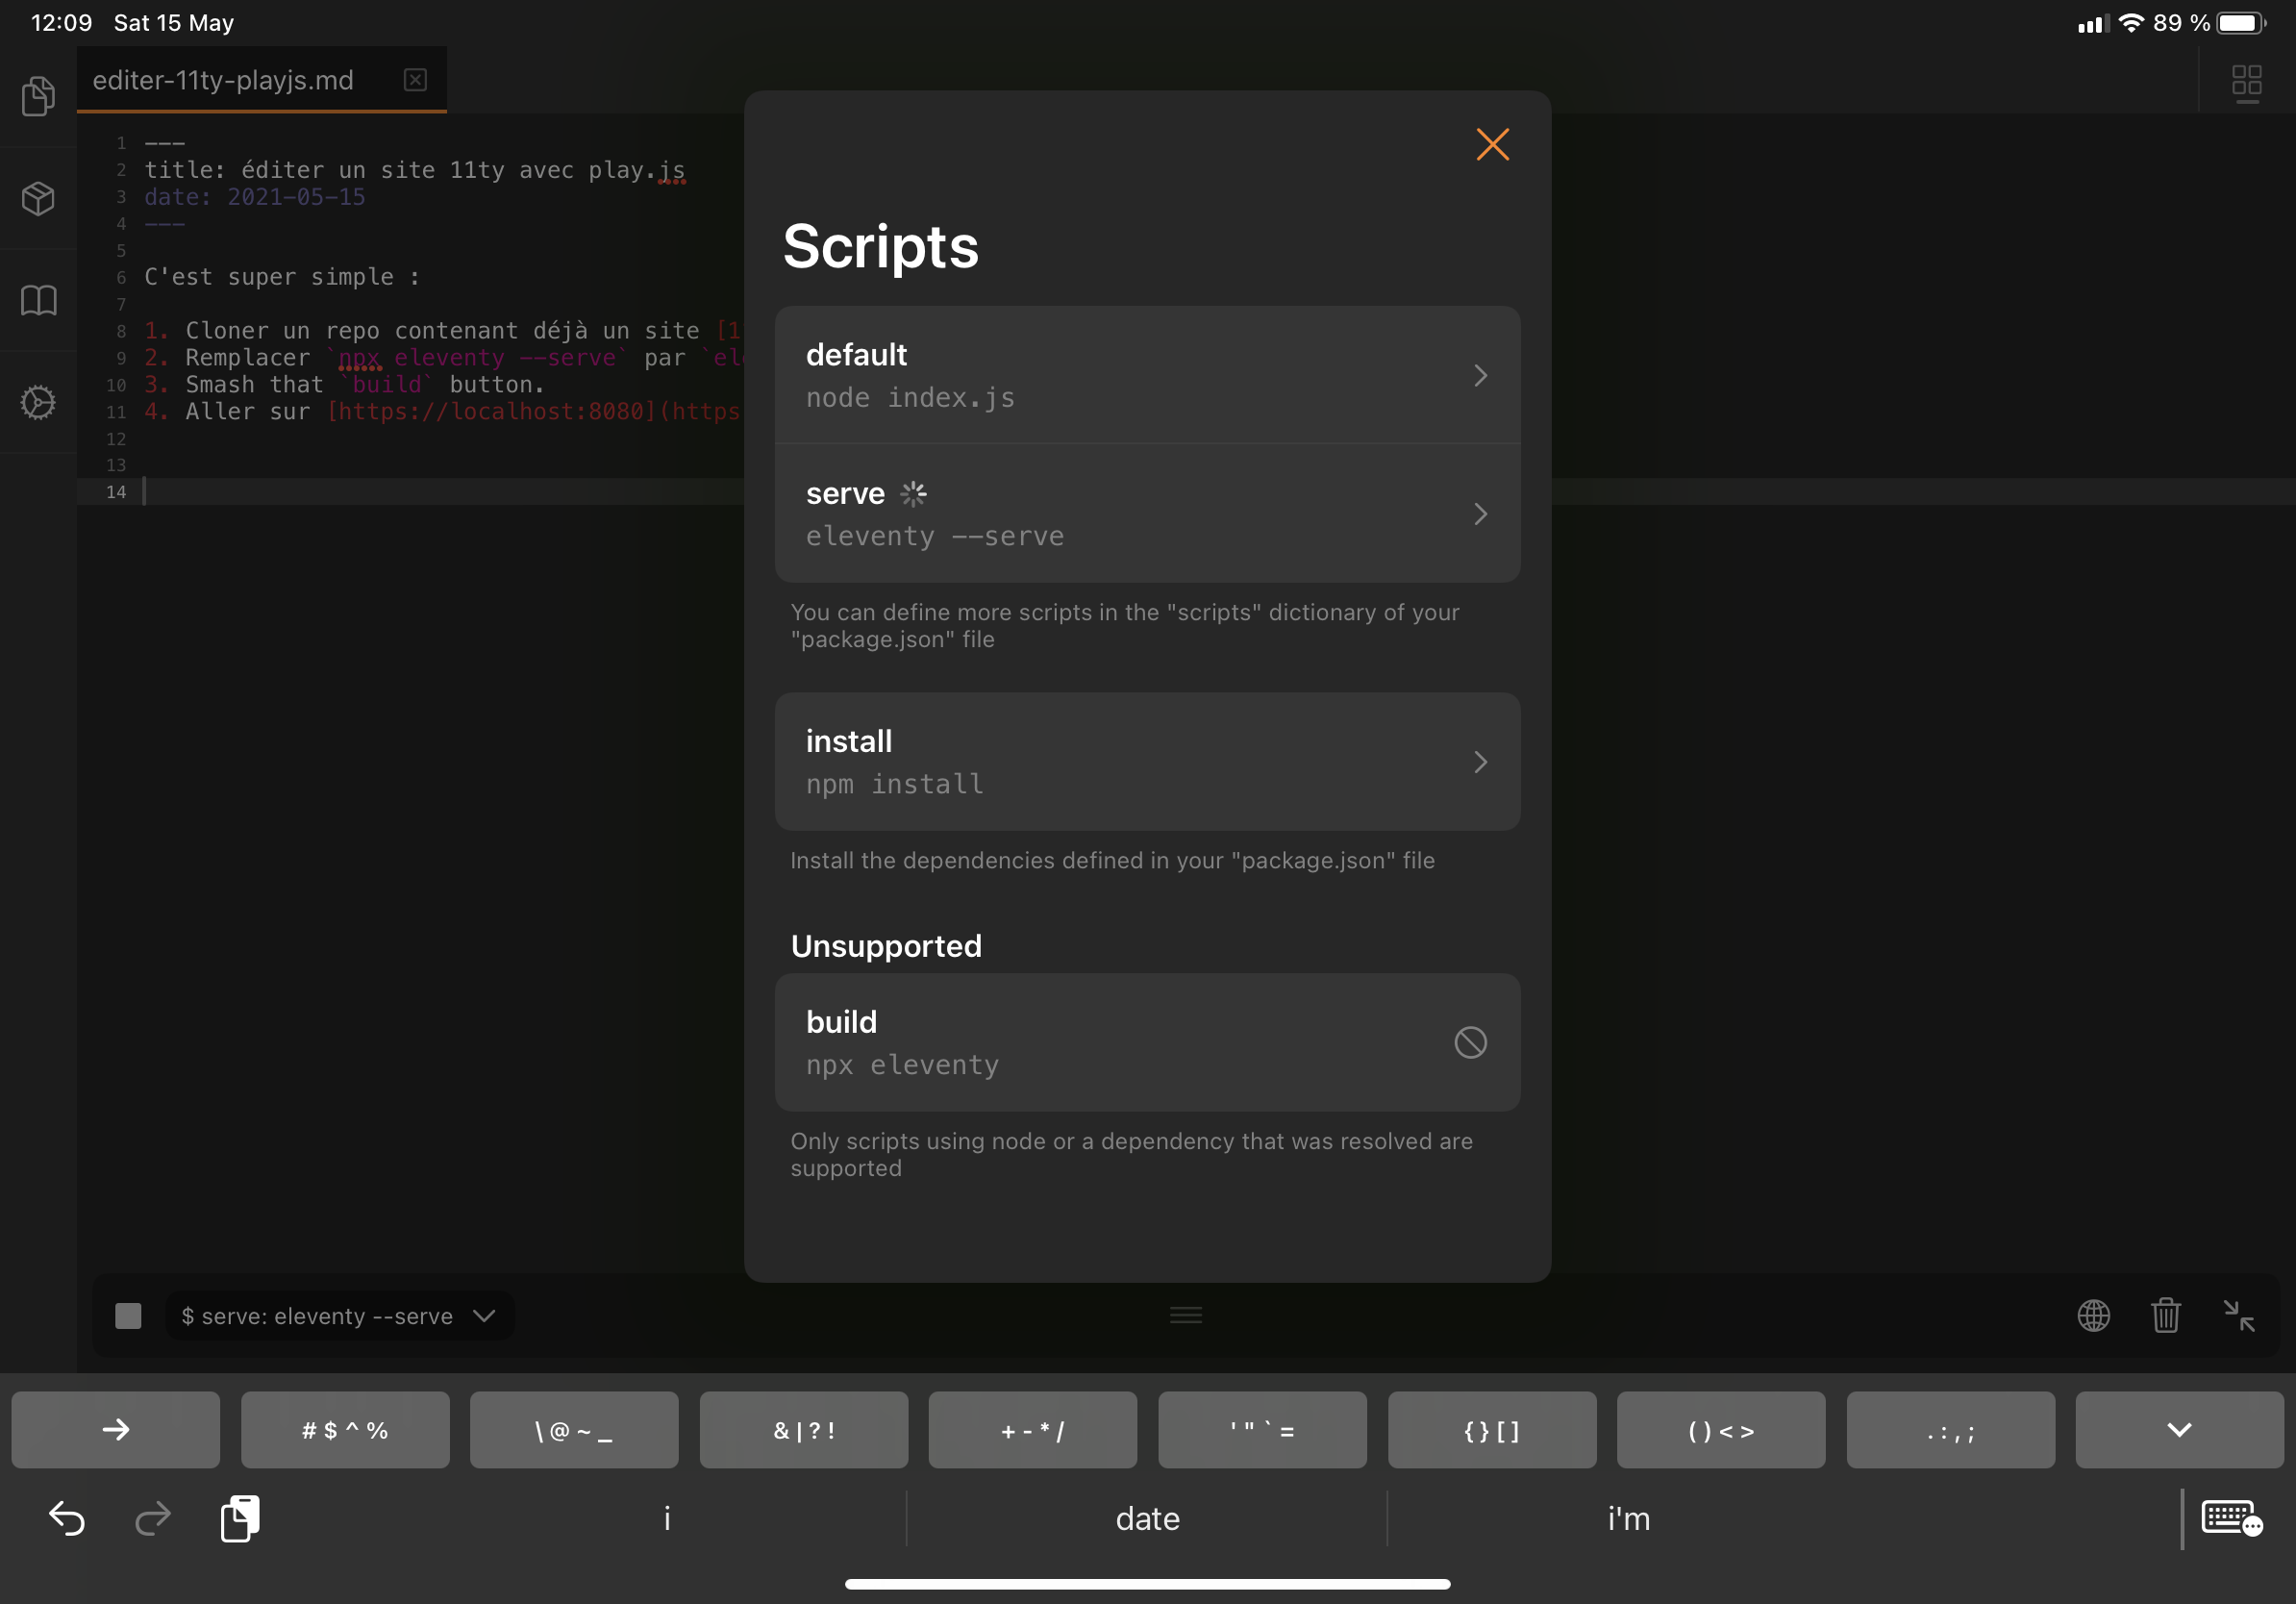 12:09 Sat 15 May
89 %
editer-11ty-playjs.md
1 ---
2 title: éditer un site 11ty avec play.js
3 date: 2021-05-15
4 ---
5
6 C'est super simple :
7
8 1. Cloner un repo contenant déjà un site [1
9 2. Remplacer `npx eleventy --serve` par `el
10 3. Smash that `build` button.
11 4. Aller sur [https://localhost:8080](https
12
13
14
Scripts
default
node index.js
serve
eleventy --serve
You can define more scripts in the "scripts" dictionary of your
"package.json" file
install
npm install
Install the dependencies defined in your "package.json" file
Unsupported
build
npx eleventy
Only scripts using node or a dependency that was resolved are
supported
$ serve: eleventy --serve
# $ ^ %
\ @ ~ _
& | ? !
+ - * /
' " ` =
{ } [ ]
( ) < >
. : , ;
i
date
i'm